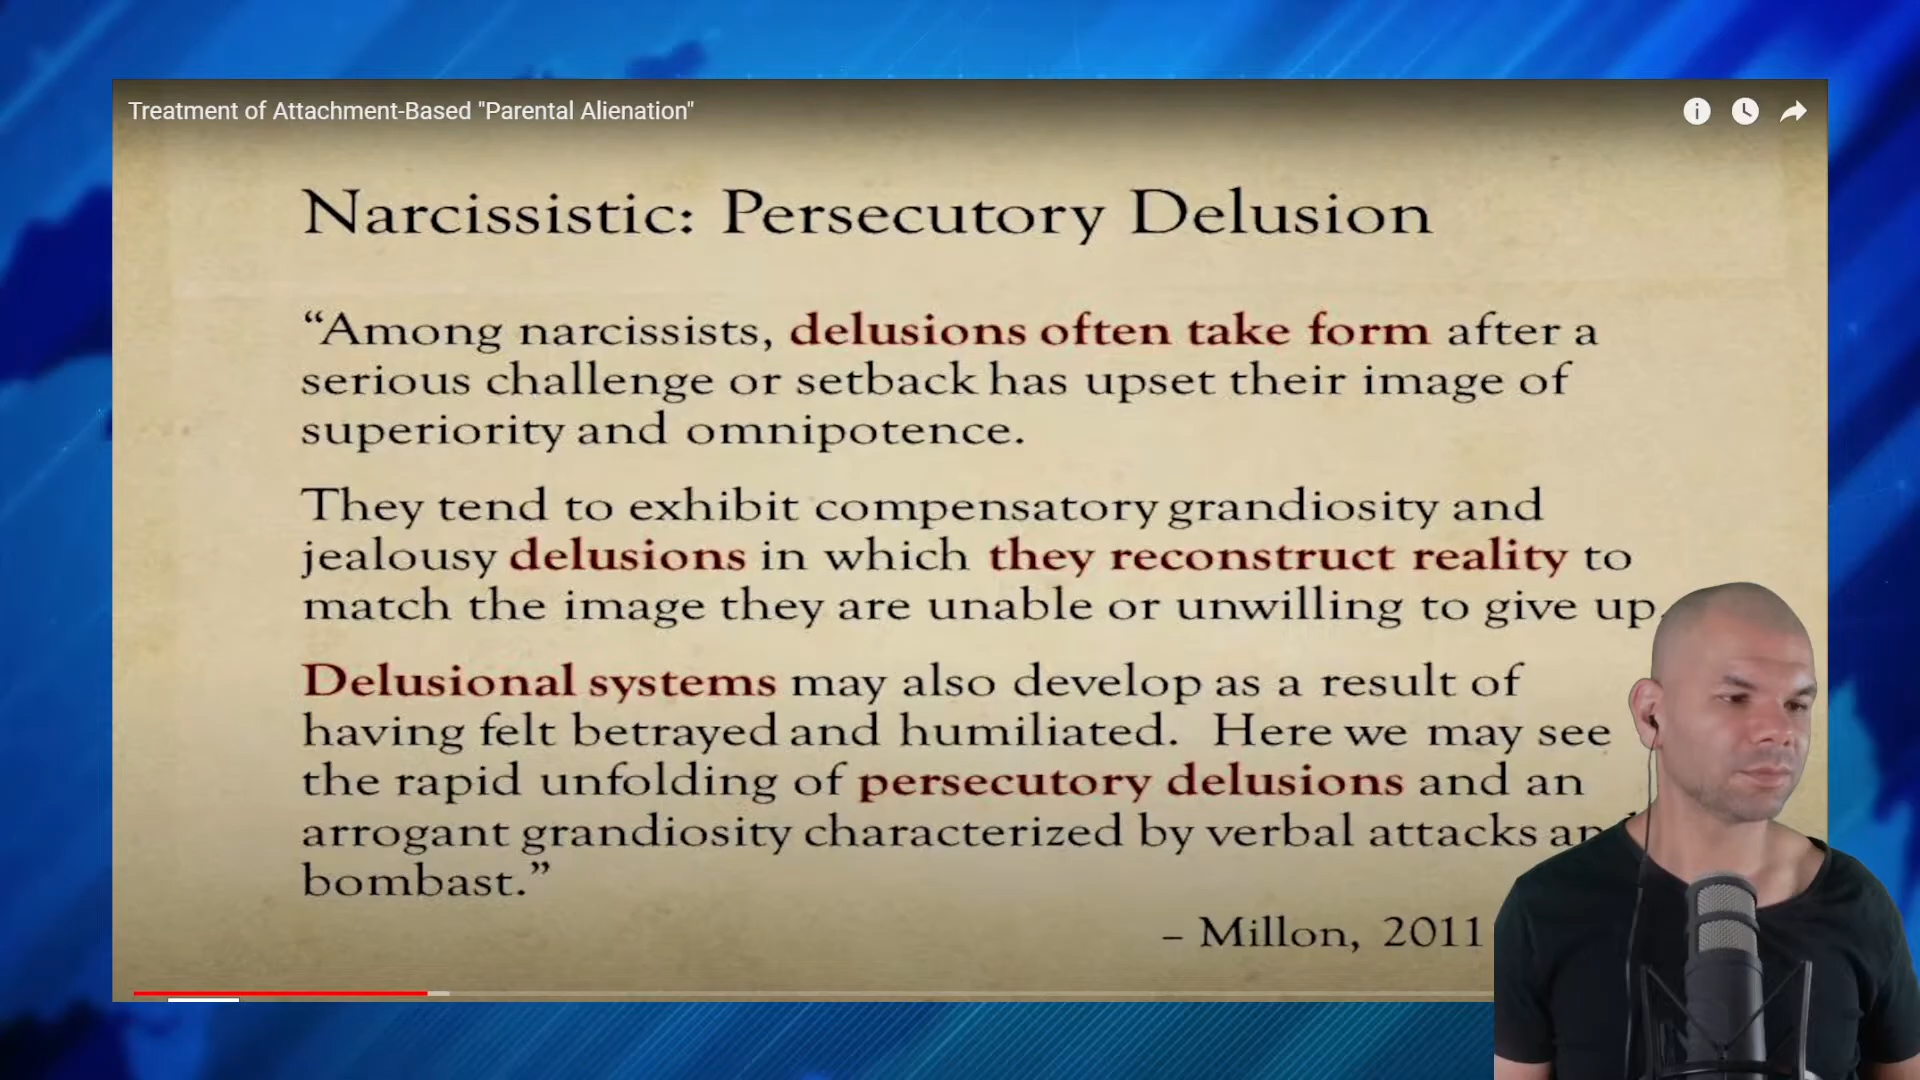 Treatment of Attachment-Based "Parental Alienation"
Narcissistic: Persecutory Delusion
“Among narcissists, delusions often take form after a
serious challenge or setback has upset their image of
superiority and omnipotence.
They tend to exhibit compensatory grandiosity and
jealousy delusions in which they reconstruct reality to
match the image they are unable or unwilling to give up.
Delusional systems may also develop as a result of
having felt betrayed and humiliated. Here we may see
the rapid unfolding of persecutory delusions and an
arrogant grandiosity characterized by verbal attacks and
bombast.”
– Millon, 2011